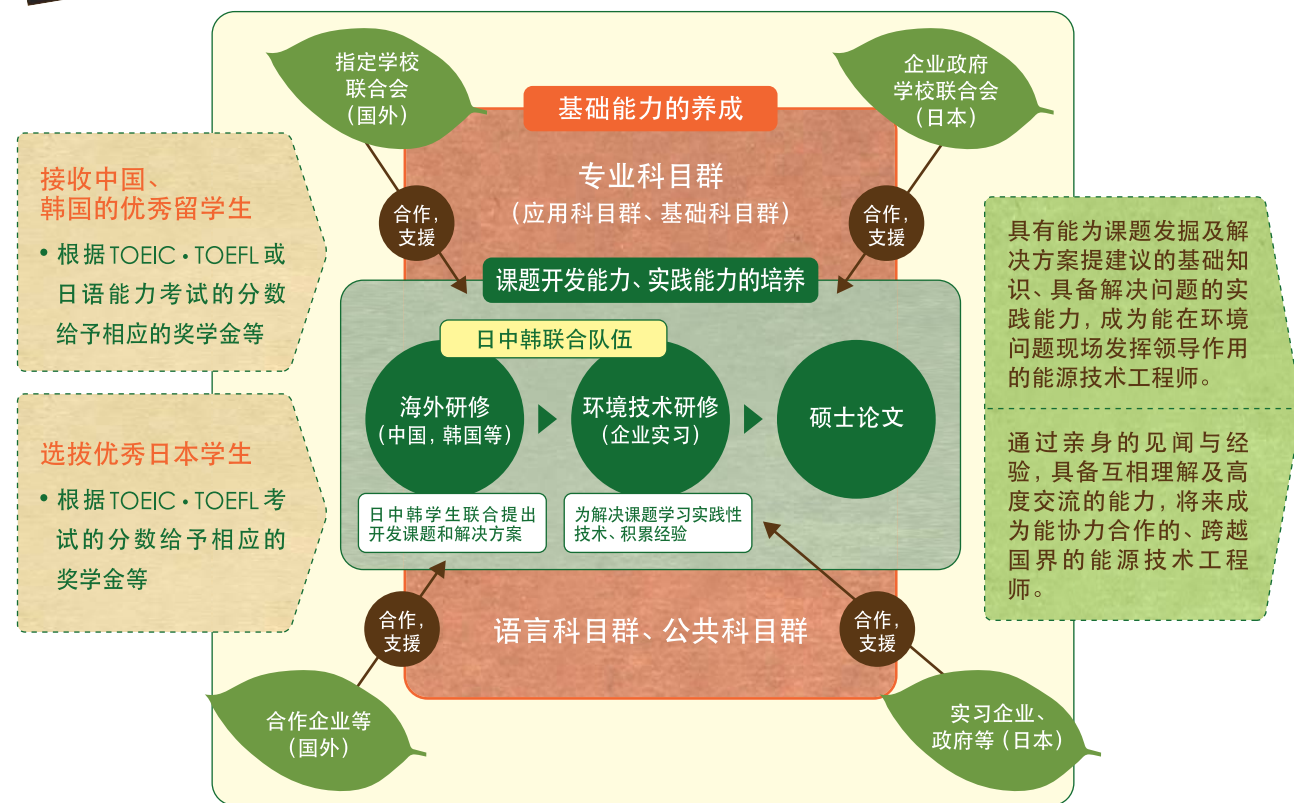 指定学校
联合会
（国外）
企业政府
学校联合会
（日本）
基础能力的养成
专业科目群
（应用科目群、基础科目群）
合作，
支援
合作，
支援
接收中国、
韩国的优秀留学生
• 根据TOEIC・TOEFL或
日语能力考试的分数
给予相应的奖学金等
选拔优秀日本学生
• 根据TOEIC・TOEFL考
试的分数给予相应的
奖学金等
课题开发能力、实践能力的培养
日中韩联合队伍
海外研修
（中国，韩国等）
环境技术研修
（企业实习）
硕士论文
日中韩学生联合提出
开发课题和解决方案
为解决课题学习实践性
技术、积累经验
合作，
支援
语言科目群、公共科目群
合作，
支援
合作企业等
（国外）
实习企业、
政府等（日本）
具有能为课题发掘及解
决方案提建议的基础知
识、具备解决问题的实
践能力，成为能在环境
问题现场发挥领导作用
的能源技术工程师。
通过亲身的见闻与经
验，具备互相理解及高
度交流的能力，将来成
为能协力合作的、跨越
国界的能源技术工程
师。